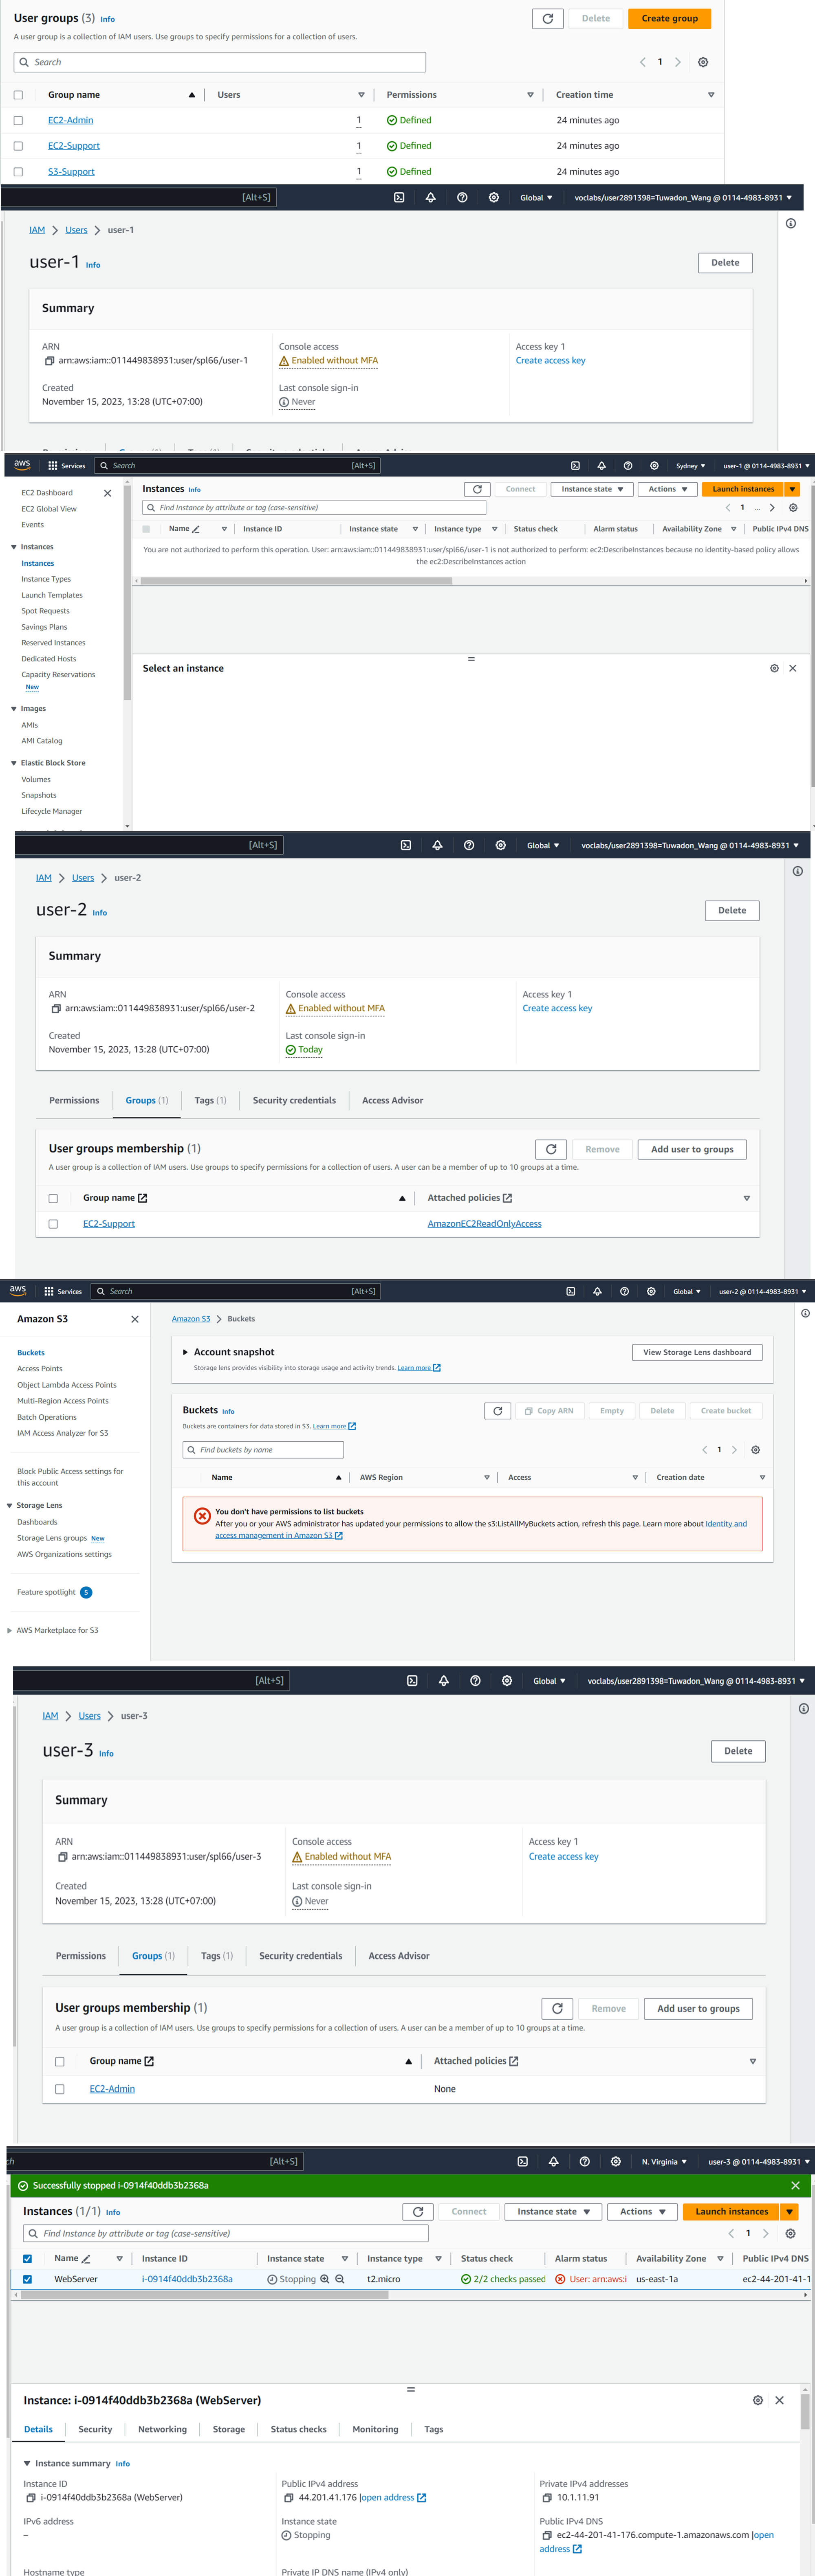 User groups (3) Info
Delete
Create group
A user group is a collection of IAM users. Use groups to specify permissions for a collection of users.
Search
1
Group name Users Permissions Creation time
EC2-Admin 1 Defined 24 minutes ago
EC2-Support 1 Defined 24 minutes ago
S3-Support 1 Defined 24 minutes ago
[Alt+S] Global voclabs/user2891398=Tuwadon_Wang @ 0114-4983-8931
IAM Users user-1
user-1 Info
Delete
Summary
ARN Console access Access key 1
arn:aws:iam::011449838931:user/spl66/user-1 Enabled without MFA Create access key
Created Last console sign-in
November 15, 2023, 13:28 (UTC+07:00) Never
aws Services Search [Alt+S] Sydney user-1 @ 0114-4983-8931
EC2 Dashboard
EC2 Global View
Events
Instances
Instances
Instance Types
Launch Templates
Spot Requests
Savings Plans
Reserved Instances
Dedicated Hosts
Capacity Reservations
New
Images
AMIs
AMI Catalog
Elastic Block Store
Volumes
Snapshots
Lifecycle Manager
Instances Info Connect Instance state Actions Launch instances
Find Instance by attribute or tag (case-sensitive) 1 ...
Name Instance ID Instance state Instance type Status check Alarm status Availability Zone Public IPv4 DNS
You are not authorized to perform this operation. User: arn:aws:iam::011449838931:user/spl66/user-1 is not authorized to perform: ec2:DescribeInstances because no identity-based policy allows
the ec2:DescribeInstances action
Select an instance
[Alt+S] Global voclabs/user2891398=Tuwadon_Wang @ 0114-4983-8931
IAM Users user-2
user-2 Info
Delete
Summary
ARN Console access Access key 1
arn:aws:iam::011449838931:user/spl66/user-2 Enabled without MFA Create access key
Created Last console sign-in
November 15, 2023, 13:28 (UTC+07:00) Today
Permissions Groups (1) Tags (1) Security credentials Access Advisor
User groups membership (1) Remove Add user to groups
A user group is a collection of IAM users. Use groups to specify permissions for a collection of users. A user can be a member of up to 10 groups at a time.
Group name Attached policies
EC2-Support AmazonEC2ReadOnlyAccess
aws Services Search [Alt+S] Global user-2 @ 0114-4983-8931
Amazon S3
Buckets
Access Points
Object Lambda Access Points
Multi-Region Access Points
Batch Operations
IAM Access Analyzer for S3
Block Public Access settings for
this account
Storage Lens
Dashboards
Storage Lens groups New
AWS Organizations settings
Feature spotlight 5
AWS Marketplace for S3
Amazon S3 Buckets
Account snapshot View Storage Lens dashboard
Storage lens provides visibility into storage usage and activity trends. Learn more
Buckets Info Copy ARN Empty Delete Create bucket
Buckets are containers for data stored in S3. Learn more
Find buckets by name 1
Name AWS Region Access Creation date
You don't have permissions to list buckets
After you or your AWS administrator has updated your permissions to allow the s3:ListAllMyBuckets action, refresh this page. Learn more about Identity and
access management in Amazon S3
[Alt+S] Global voclabs/user2891398=Tuwadon_Wang @ 0114-4983-8931
IAM Users user-3
user-3 Info
Delete
Summary
ARN Console access Access key 1
arn:aws:iam::011449838931:user/spl66/user-3 Enabled without MFA Create access key
Created Last console sign-in
November 15, 2023, 13:28 (UTC+07:00) Never
Permissions Groups (1) Tags (1) Security credentials Access Advisor
User groups membership (1) Remove Add user to groups
A user group is a collection of IAM users. Use groups to specify permissions for a collection of users. A user can be a member of up to 10 groups at a time.
Group name Attached policies
EC2-Admin None
ch [Alt+S] N. Virginia user-3 @ 0114-4983-8931
Successfully stopped i-0914f40ddb3b2368a
Instances (1/1) Info Connect Instance state Actions Launch instances
Find Instance by attribute or tag (case-sensitive) 1
Name Instance ID Instance state Instance type Status check Alarm status Availability Zone Public IPv4 DNS
WebServer i-0914f40ddb3b2368a Stopping t2.micro 2/2 checks passed User: arn:aws:i us-east-1a ec2-44-201-41-1
Instance: i-0914f40ddb3b2368a (WebServer)
Details Security Networking Storage Status checks Monitoring Tags
Instance summary Info
Instance ID Public IPv4 address Private IPv4 addresses
i-0914f40ddb3b2368a (WebServer) 44.201.41.176 |open address 10.1.11.91
IPv6 address Instance state Public IPv4 DNS
– Stopping ec2-44-201-41-176.compute-1.amazonaws.com |open
address
Hostname type Private IP DNS name (IPv4 only)